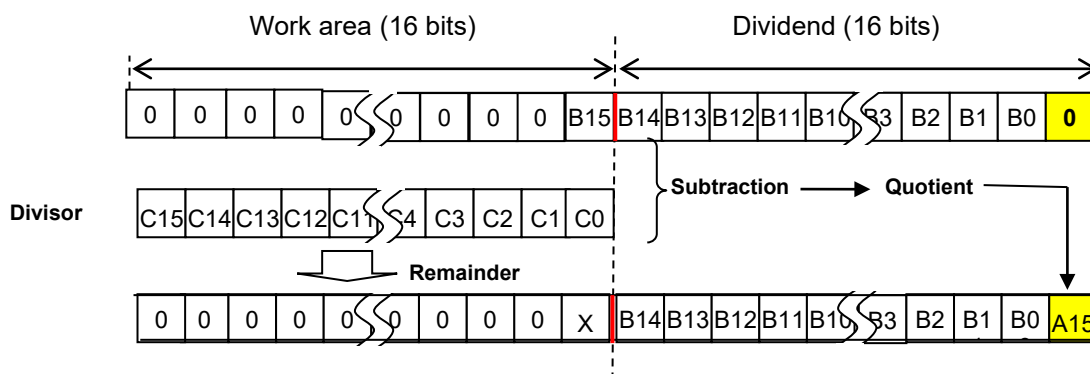 Work area (16 bits) Dividend (16 bits)
0 0 0 0 0 0 0 0 0 B15 B14 B13 B12 B11 B10 B3 B2 B1 B0 0
Subtraction Quotient
Divisor
C15 C14 C13 C12 C11 C4 C3 C2 C1 C0
Remainder
0 0 0 0 0 0 0 0 0 X B14 B13 B12 B11 B10 B3 B2 B1 B0 A15